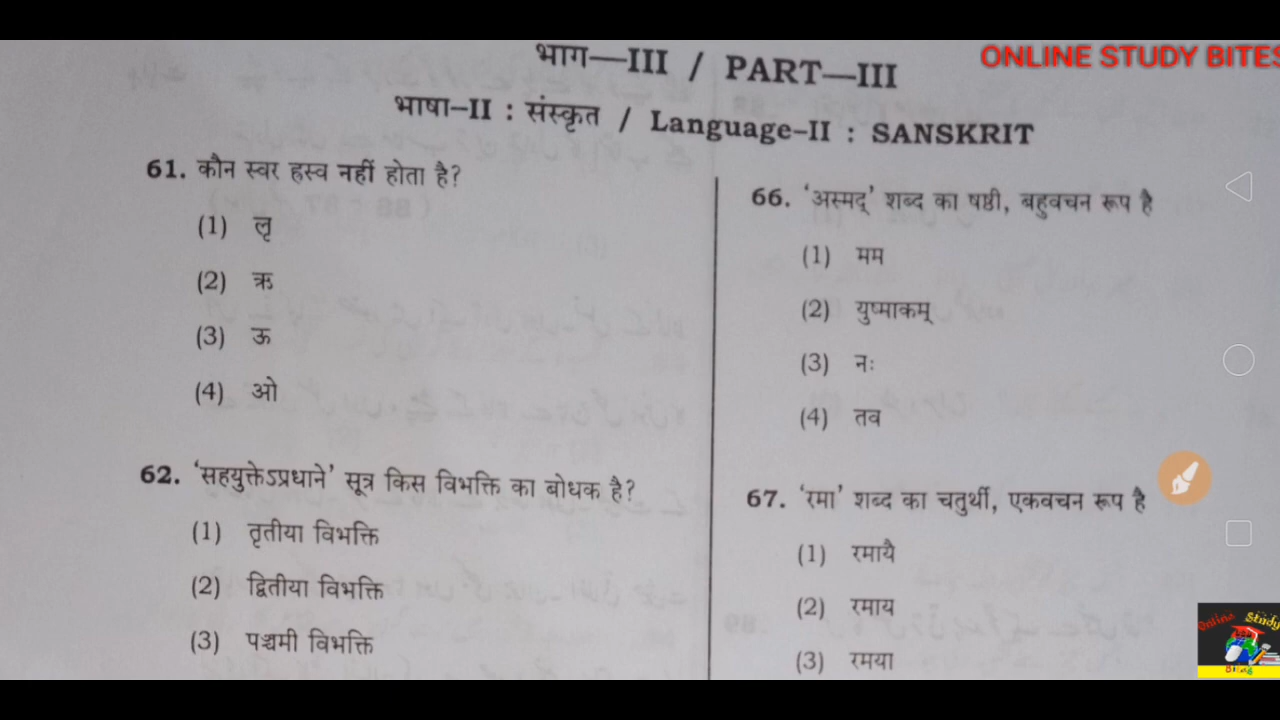 ONLINE STUDY BITES
भाग—III / PART—III
भाषा–II : संस्कृत / Language–II : SANSKRIT
61. कौन स्वर ह्रस्व नहीं होता है?
(1) लृ
(2) ऋ
(3) ऊ
(4) ओ
62. 'सहयुक्तेऽप्रधाने' सूत्र किस विभक्ति का बोधक है?
(1) तृतीया विभक्ति
(2) द्वितीया विभक्ति
(3) पञ्चमी विभक्ति
66. 'अस्मद्' शब्द का षष्ठी, बहुवचन रूप है
(1) मम
(2) युष्माकम्
(3) नः
(4) तव
67. 'रमा' शब्द का चतुर्थी, एकवचन रूप है
(1) रमायै
(2) रमाय
(3) रमया
Online Study
Bites